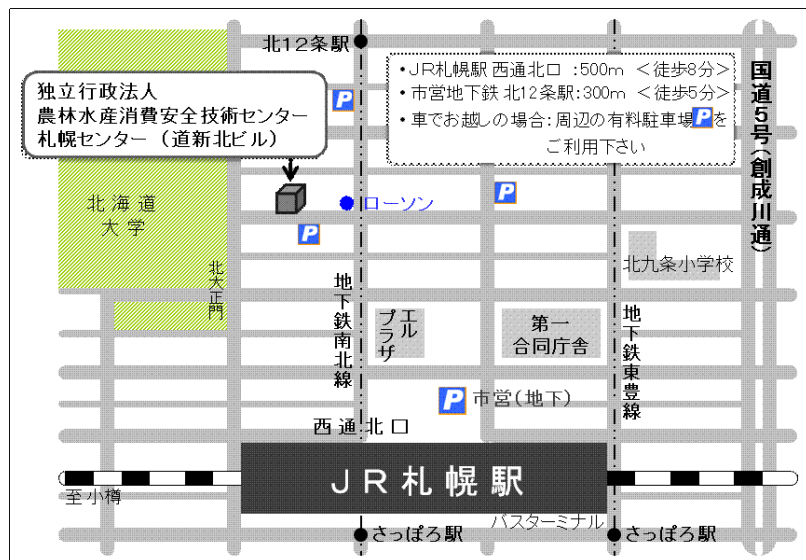 北12条駅
独立行政法人
農林水産消費安全技術センター
札幌センター （道新北ビル）
P
・JR札幌駅 西通北口 ：500m ＜徒歩8分＞
・市営地下鉄 北12条駅：300m ＜徒歩5分＞
・車でお越しの場合：周辺の有料駐車場Pを
ご利用下さい
国道5号（創成川通）
北海道
大学
ローソン
P
P
北大正門
北九条小学校
地下鉄南北線
エル
プラザ
第一
合同庁舎
地下鉄東豊線
P 市営（地下）
西通北口
JR札幌駅
至小樽
バスターミナル
さっぽろ駅
さっぽろ駅